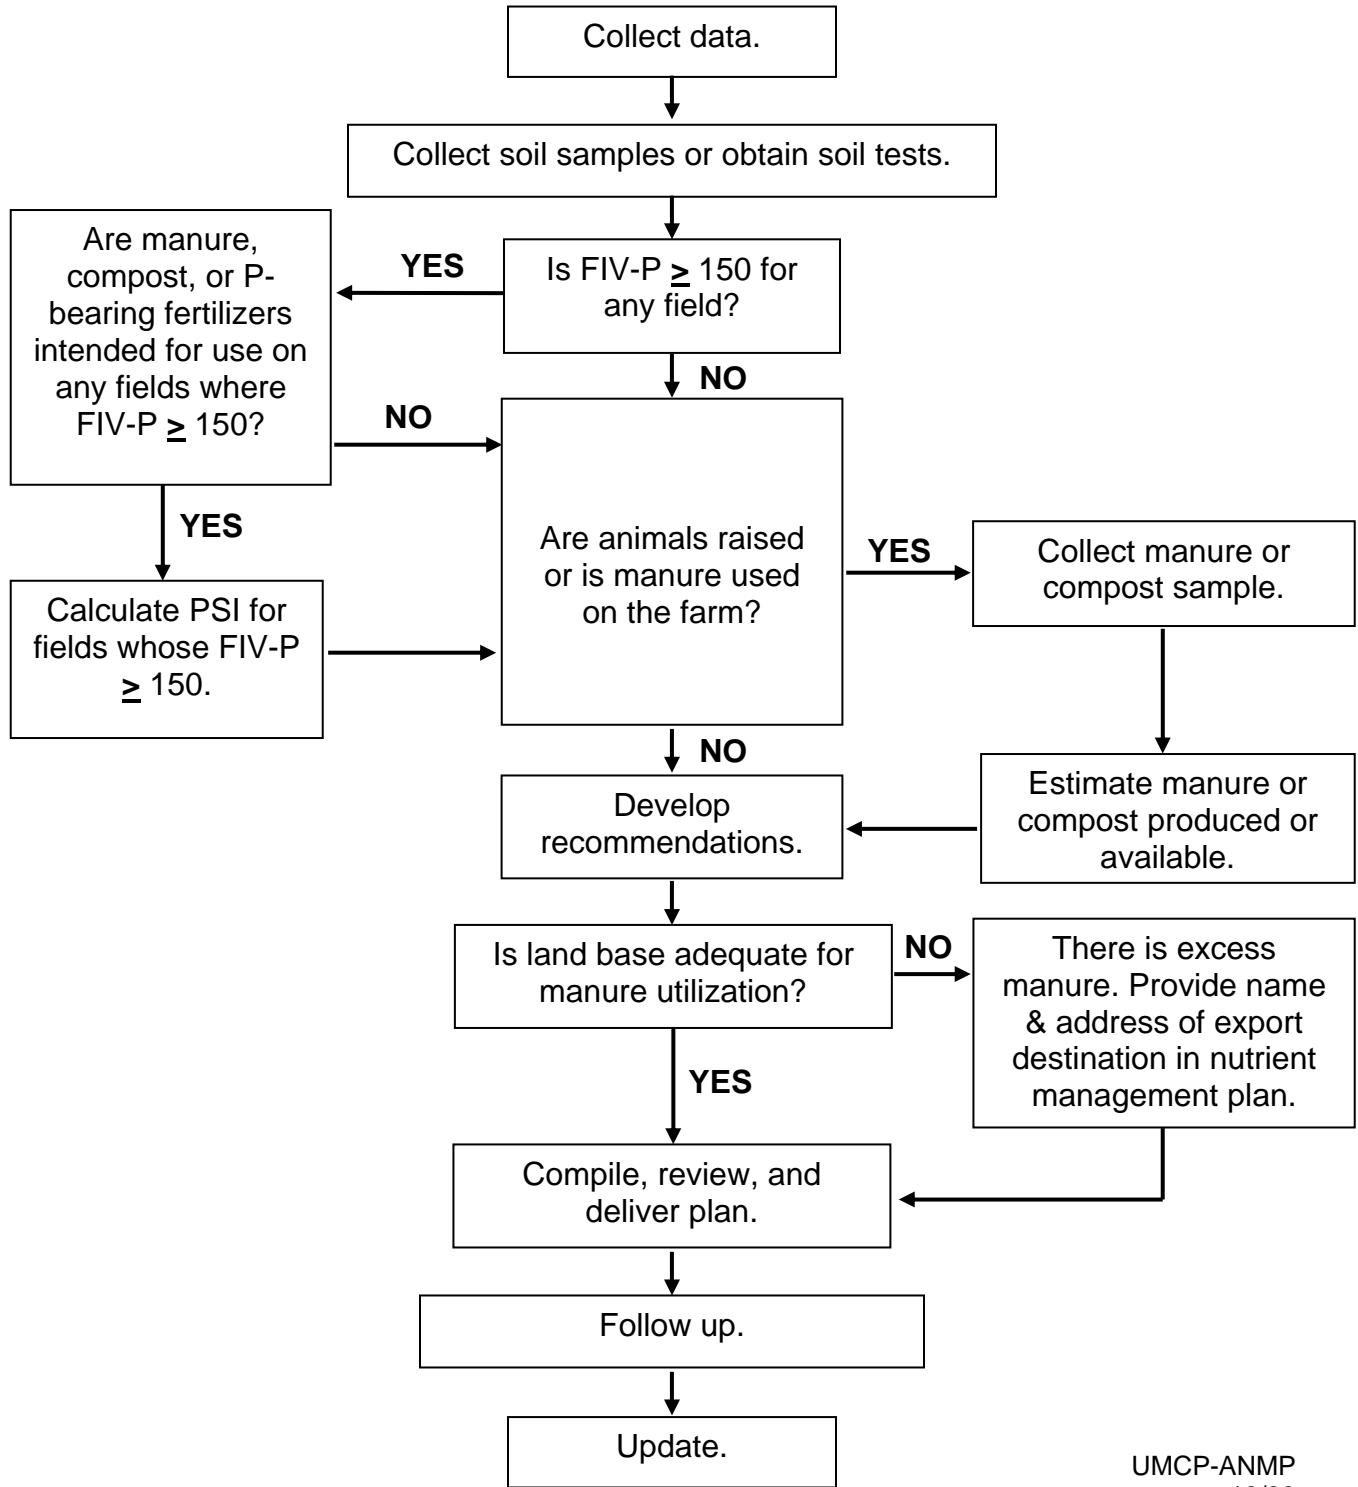 Collect data.
Collect soil samples or obtain soil tests.
Are manure,
compost, or P-
bearing fertilizers
intended for use on
any fields where
FIV-P ≥ 150?
YES
Is FIV-P ≥ 150 for
any field?
NO
NO
YES
Calculate PSI for
fields whose FIV-P
≥ 150.
Are animals raised
or is manure used
on the farm?
YES
Collect manure or
compost sample.
NO
Estimate manure or
compost produced or
available.
Develop
recommendations.
Is land base adequate for
manure utilization?
NO
There is excess
manure. Provide name
& address of export
destination in nutrient
management plan.
YES
Compile, review, and
deliver plan.
Follow up.
Update.
UMCP-ANMP